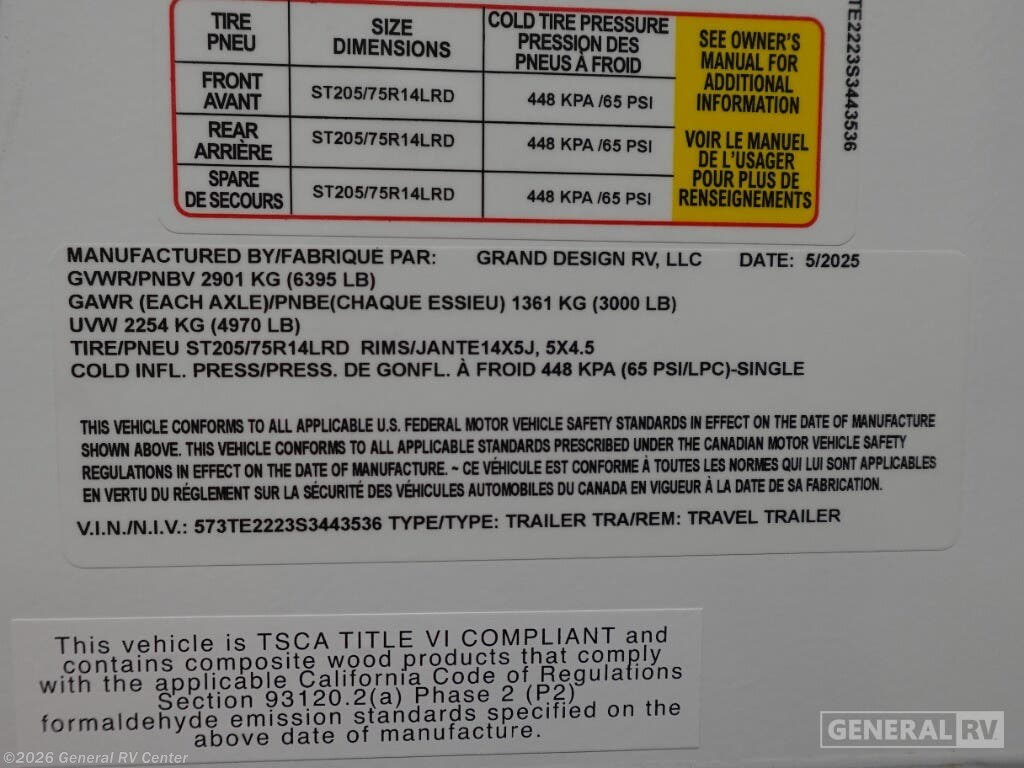 TIRE PNEU SIZE DIMENSIONS COLD TIRE PRESSURE PRESSION DES PNEUS À FROID
FRONT AVANT ST205/75R14LRD 448 KPA /65 PSI
REAR ARRIÈRE ST205/75R14LRD 448 KPA /65 PSI
SPARE DE SECOURS ST205/75R14LRD 448 KPA /65 PSI
SEE OWNER'S
MANUAL FOR
ADDITIONAL
INFORMATION
VOIR LE MANUEL
DE L'USAGER
POUR PLUS DE
RENSEIGNEMENTS
TE2223S3443536
MANUFACTURED BY/FABRIQUÉ PAR: GRAND DESIGN RV, LLC DATE: 5/2025
GVWR/PNBV 2901 KG (6395 LB)
GAWR (EACH AXLE)/PNBE(CHAQUE ESSIEU) 1361 KG (3000 LB)
UVW 2254 KG (4970 LB)
TIRE/PNEU ST205/75R14LRD RIMS/JANTE14X5J, 5X4.5
COLD INFL. PRESS/PRESS. DE GONFL. À FROID 448 KPA (65 PSI/LPC)-SINGLE
THIS VEHICLE CONFORMS TO ALL APPLICABLE U.S. FEDERAL MOTOR VEHICLE SAFETY STANDARDS IN EFFECT ON THE DATE OF MANUFACTURE
SHOWN ABOVE. THIS VEHICLE CONFORMS TO ALL APPLICABLE STANDARDS PRESCRIBED UNDER THE CANADIAN MOTOR VEHICLE SAFETY
REGULATIONS IN EFFECT ON THE DATE OF MANUFACTURE. ~ CE VÉHICULE EST CONFORME À TOUTES LES NORMES QUI LUI SONT APPLICABLES
EN VERTU DU RÉGLEMENT SUR LA SÉCURITÉ DES VÉHICULES AUTOMOBILES DU CANADA EN VIGUEUR À LA DATE DE SA FABRICATION.
V.I.N./N.I.V.: 573TE2223S3443536 TYPE/TYPE: TRAILER TRA/REM: TRAVEL TRAILER
This vehicle is TSCA TITLE VI COMPLIANT and
contains composite wood products that comply
with the applicable California Code of Regulations
Section 93120.2(a) Phase 2 (P2)
formaldehyde emission standards specified on the
above date of manufacture.
GENERAL RV
©2026 General RV Center